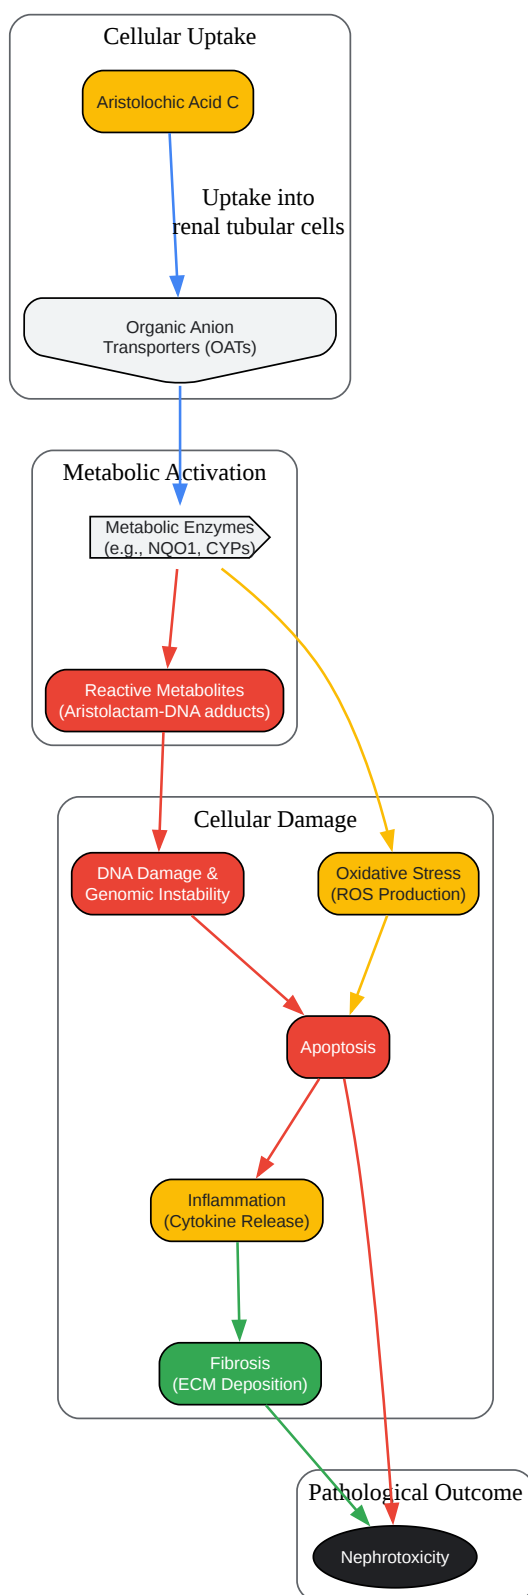 Cellular Uptake
Aristolochic Acid C
Uptake into
renal tubular cells
Organic Anion
Transporters (OATs)
Metabolic Activation
Metabolic Enzymes
(e.g., NQO1, CYPs)
Reactive Metabolites
(Aristolactam-DNA adducts)
Cellular Damage
DNA Damage &
Genomic Instability
Oxidative Stress
(ROS Production)
Apoptosis
Inflammation
(Cytokine Release)
Fibrosis
(ECM Deposition)
Pathological Outcome
Nephrotoxicity